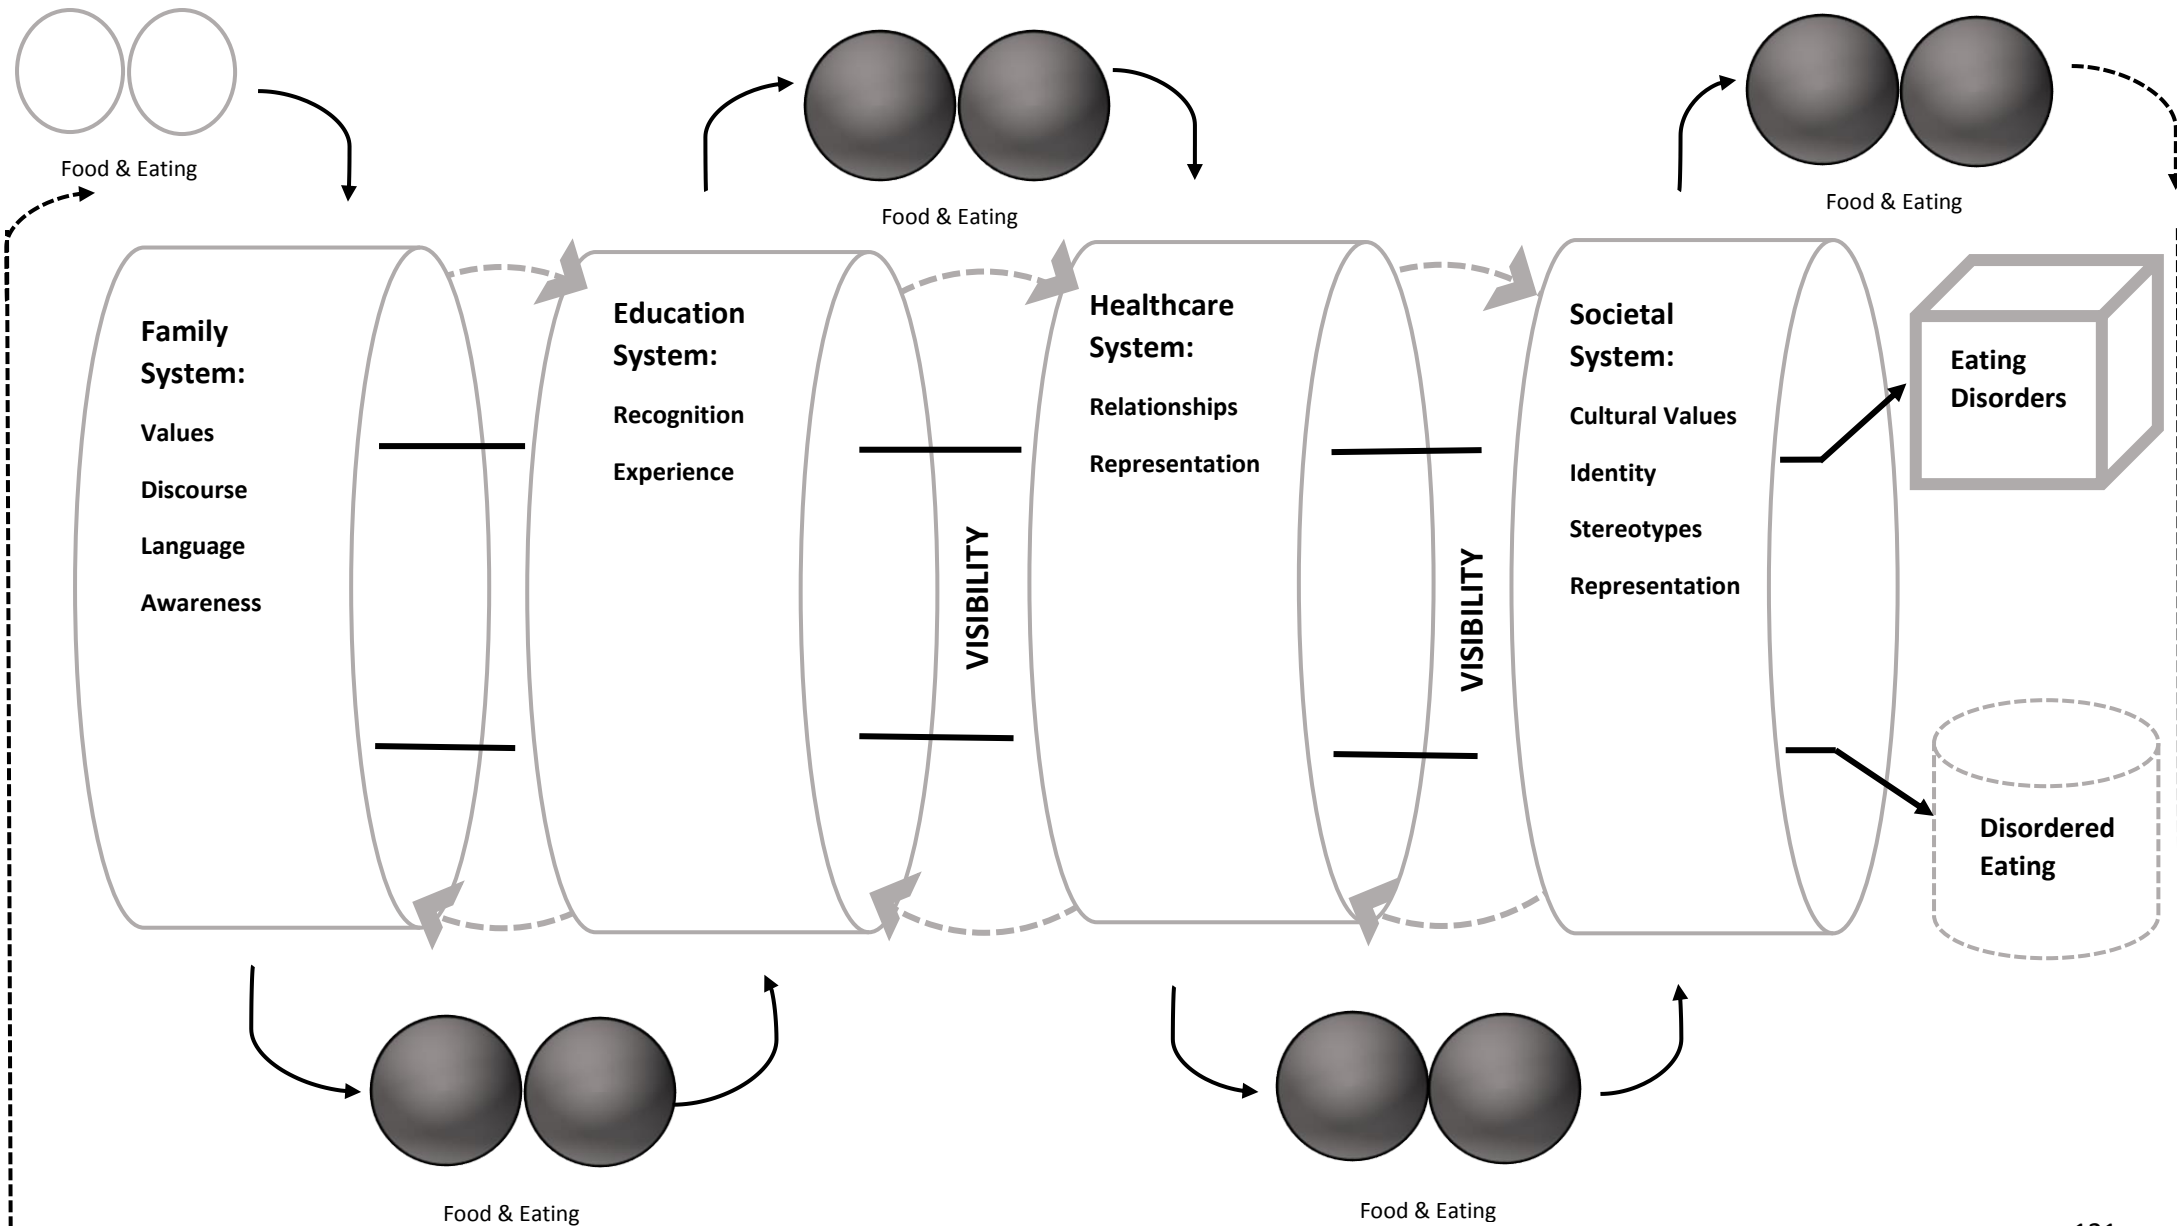 Food & Eating
Food & Eating
Food & Eating
Family
System:
Values
Discourse
Language
Awareness
Education
System:
Recognition
Experience
VISIBILITY
Healthcare
System:
Relationships
Representation
VISIBILITY
Societal
System:
Cultural Values
Identity
Stereotypes
Representation
Eating
Disorders
Disordered
Eating
Food & Eating
Food & Eating